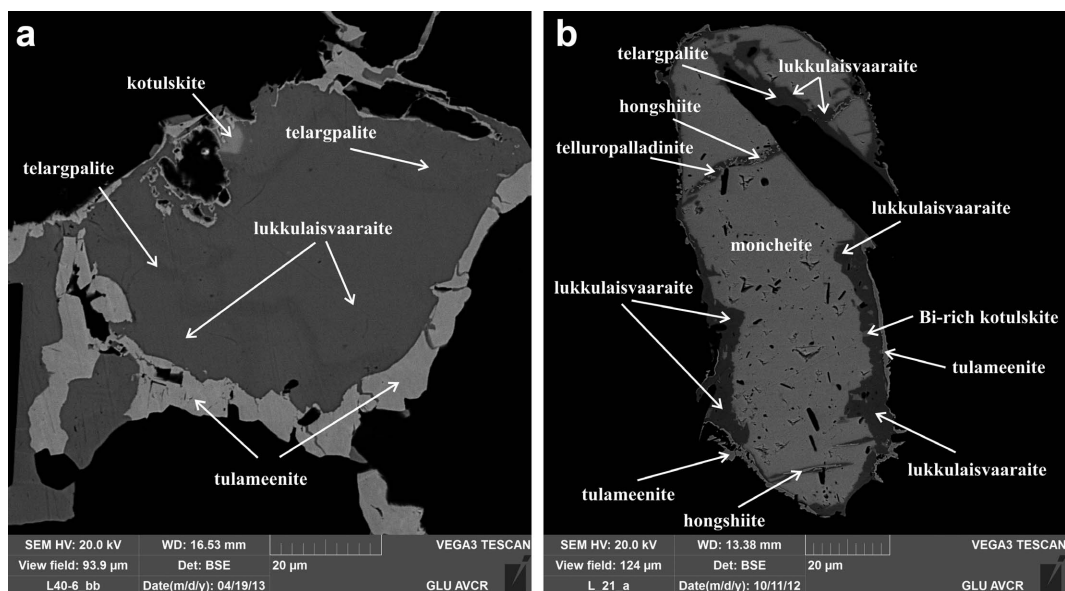 a
kotulskite
telargpalite
telargpalite
lukkulaisvaaraite
tulameenite
SEM HV: 20.0 kV WD: 16.53 mm VEGA3 TESCAN
View field: 93.9 µm Det: BSE 20 µm
L40-6_bb Date(m/d/y): 04/19/13 GLU AVCR
b
telargpalite
lukkulaisvaaraite
hongshiite
telluropalladinite
lukkulaisvaaraite
moncheite
lukkulaisvaaraite
Bi-rich kotulskite
tulameenite
lukkulaisvaaraite
tulameenite
hongshiite
SEM HV: 20.0 kV WD: 13.38 mm VEGA3 TESCAN
View field: 124 µm Det: BSE 20 µm
L_21_a Date(m/d/y): 10/11/12 GLU AVCR